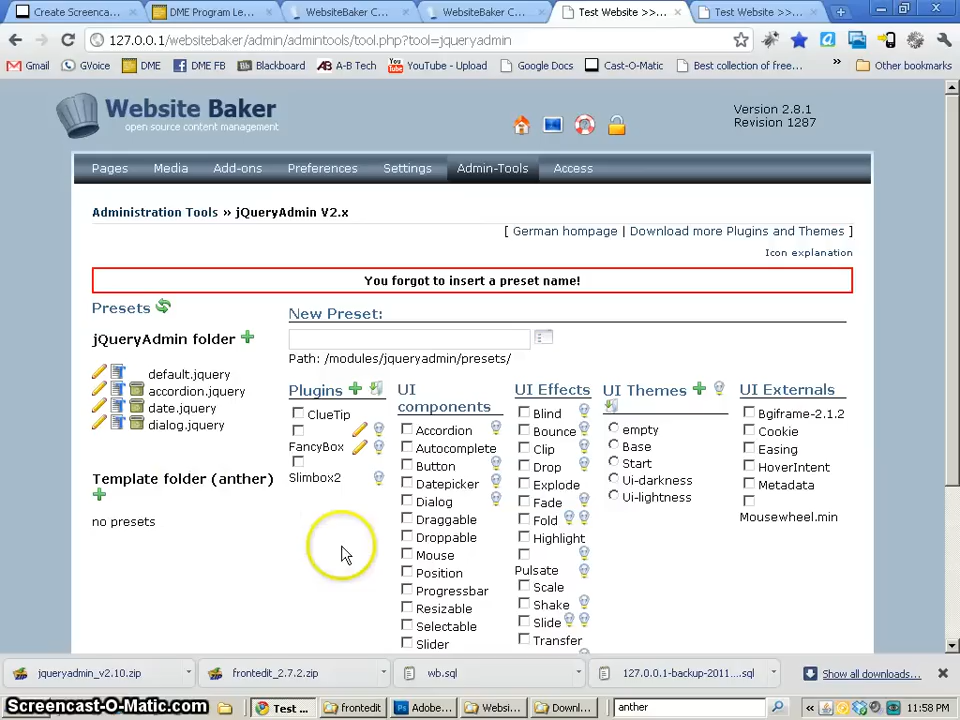 Create Screenca...
DME Program Le...
WebsiteBaker C...
WebsiteBaker C...
Test Website >>...
Test Website >>...
127.0.0.1/websitebaker/admin/admintools/tool.php?tool=jqueryadmin
Gmail
GVoice
DME
DME FB
Blackboard
A-B Tech
YouTube - Upload
Google Docs
Cast-O-Matic
Best collection of free...
»
Other bookmarks
Website Baker
open source content management
Version 2.8.1
Revision 1287
Pages
Media
Add-ons
Preferences
Settings
Admin-Tools
Access
Administration Tools » jQueryAdmin V2.x
[ German hompage | Download more Plugins and Themes ]
Icon explanation
You forgot to insert a preset name!
Presets
jQueryAdmin folder
default.jquery
accordion.jquery
date.jquery
dialog.jquery
Template folder (anther)
no presets
New Preset:
Path: /modules/jqueryadmin/presets/
Plugins
ClueTip
FancyBox
Slimbox2
UI components
Accordion
Autocomplete
Button
Datepicker
Dialog
Draggable
Droppable
Mouse
Position
Progressbar
Resizable
Selectable
Slider
UI Effects
Blind
Bounce
Clip
Drop
Explode
Fade
Fold
Highlight
Pulsate
Scale
Shake
Slide
Transfer
UI Themes
empty
Base
Start
Ui-darkness
Ui-lightness
UI Externals
Bgiframe-2.1.2
Cookie
Easing
HoverIntent
Metadata
Mousewheel.min
jqueryadmin_v2.10.zip
frontedit_2.7.2.zip
wb.sql
127.0.0.1-backup-2011....sql
Show all downloads...
Screencast-O-Matic.com
Test ...
frontedit
Adobe...
Websi...
Downl...
anther
«
11:58 PM